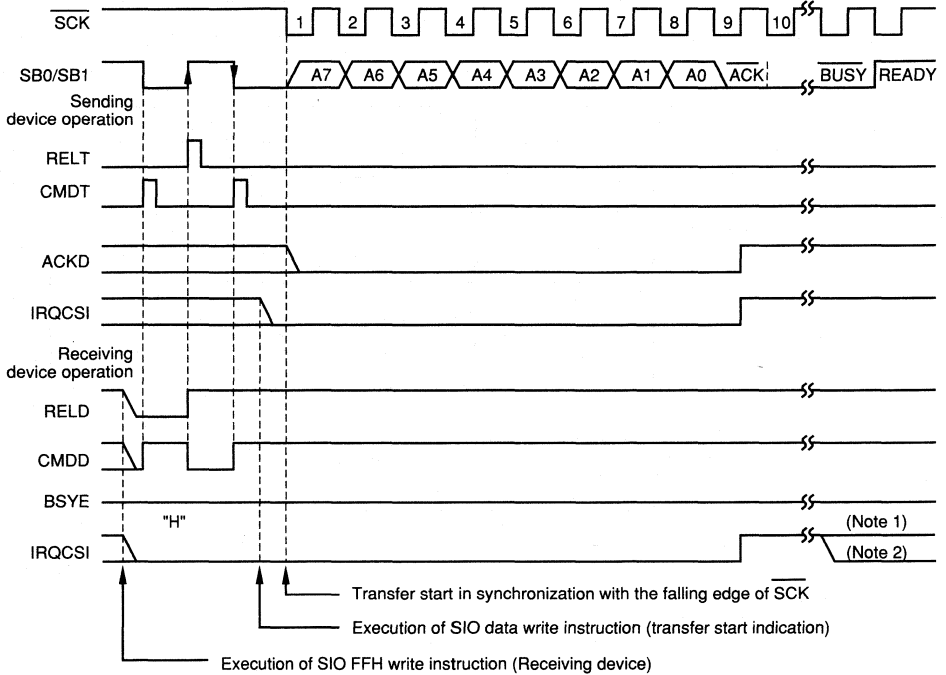 SCK 1 2 3 4 5 6 7 8 9 10
SB0/SB1 A7 A6 A5 A4 A3 A2 A1 A0 ACK BUSY READY
Sending
device operation
RELT
CMDT
ACKD
IRQCSI
Receiving
device operation
RELD
CMDD
BSYE
"H"
(Note 1)
IRQCSI (Note 2)
Transfer start in synchronization with the falling edge of SCK
Execution of SIO data write instruction (transfer start indication)
Execution of SIO FFH write instruction (Receiving device)